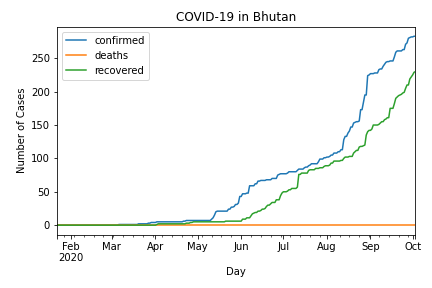 COVID-19 in Bhutan
confirmed
deaths
recovered
Number of Cases
250
200
150
100
50
0
Feb Mar Apr May Jun Jul Aug Sep Oct
2020
Day